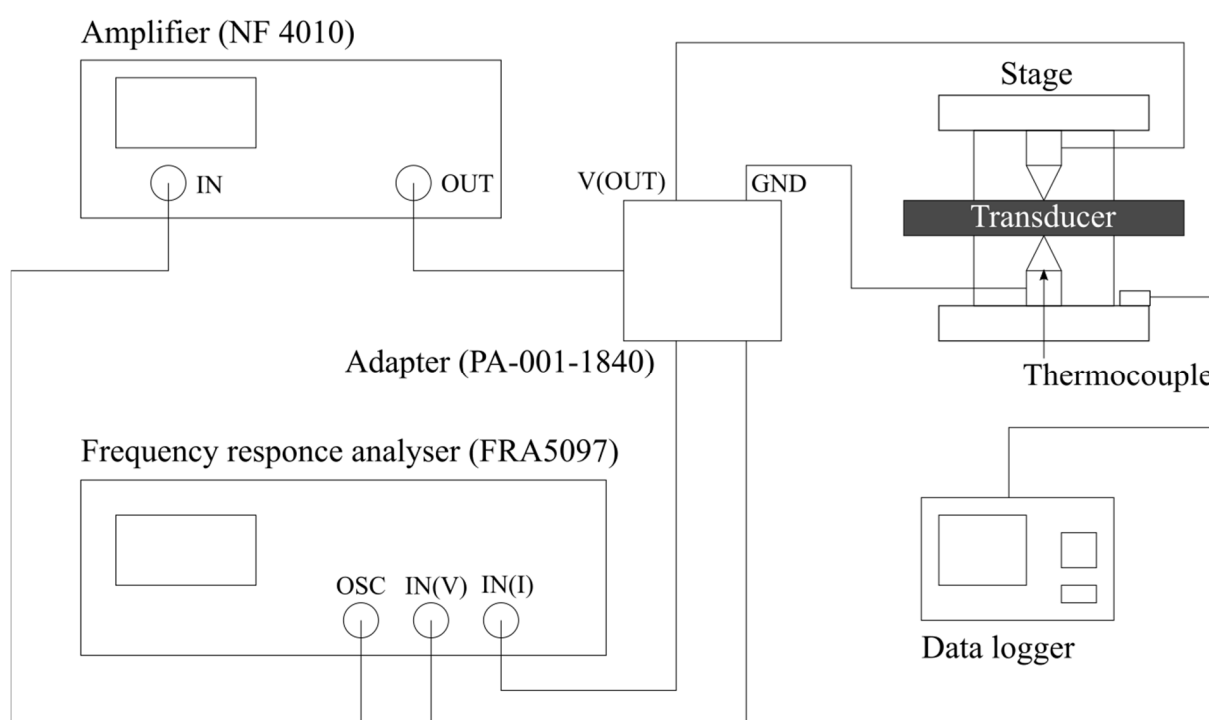 Amplifier (NF 4010)
Stage
IN
OUT
V(OUT)
GND
Transducer
Adapter (PA-001-1840)
Thermocouple
Frequency responce analyser (FRA5097)
OSC
IN(V)
IN(I)
Data logger